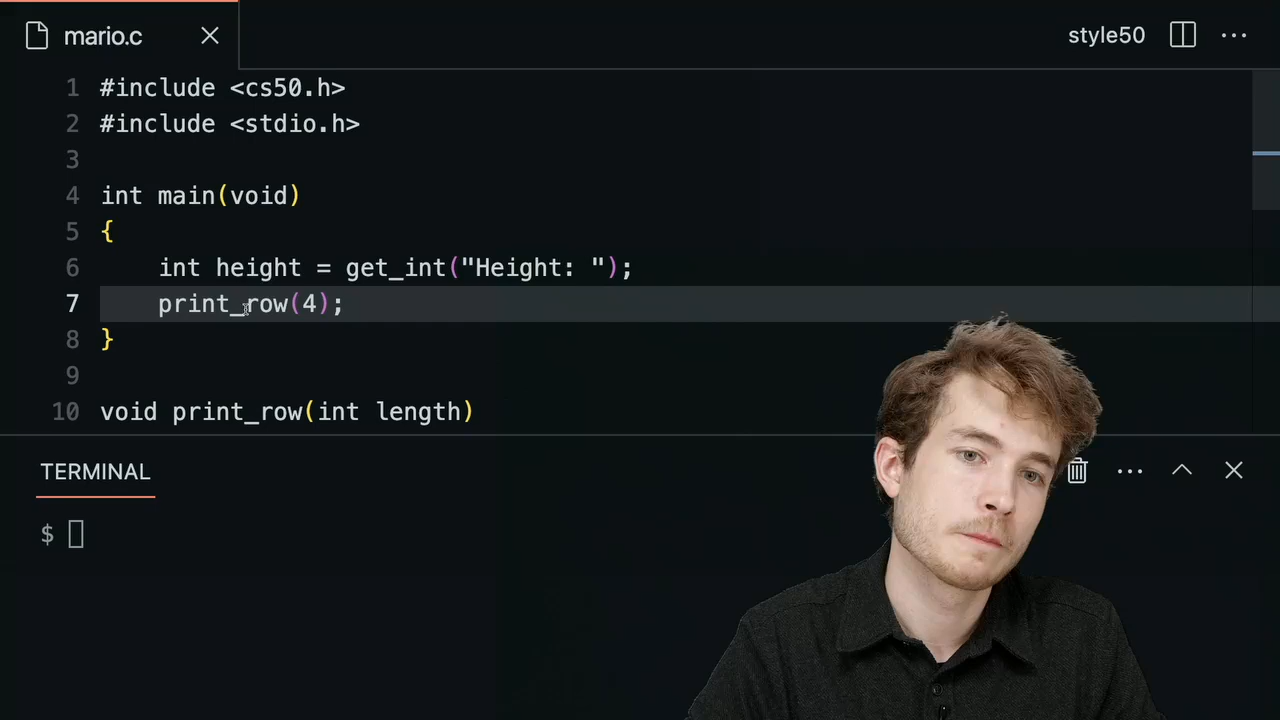 mario.c
style50
1 #include <cs50.h>
2 #include <stdio.h>
3
4 int main(void)
5 {
6     int height = get_int("Height: ");
7     print_row(4);
8 }
9
10 void print_row(int length)
TERMINAL
$